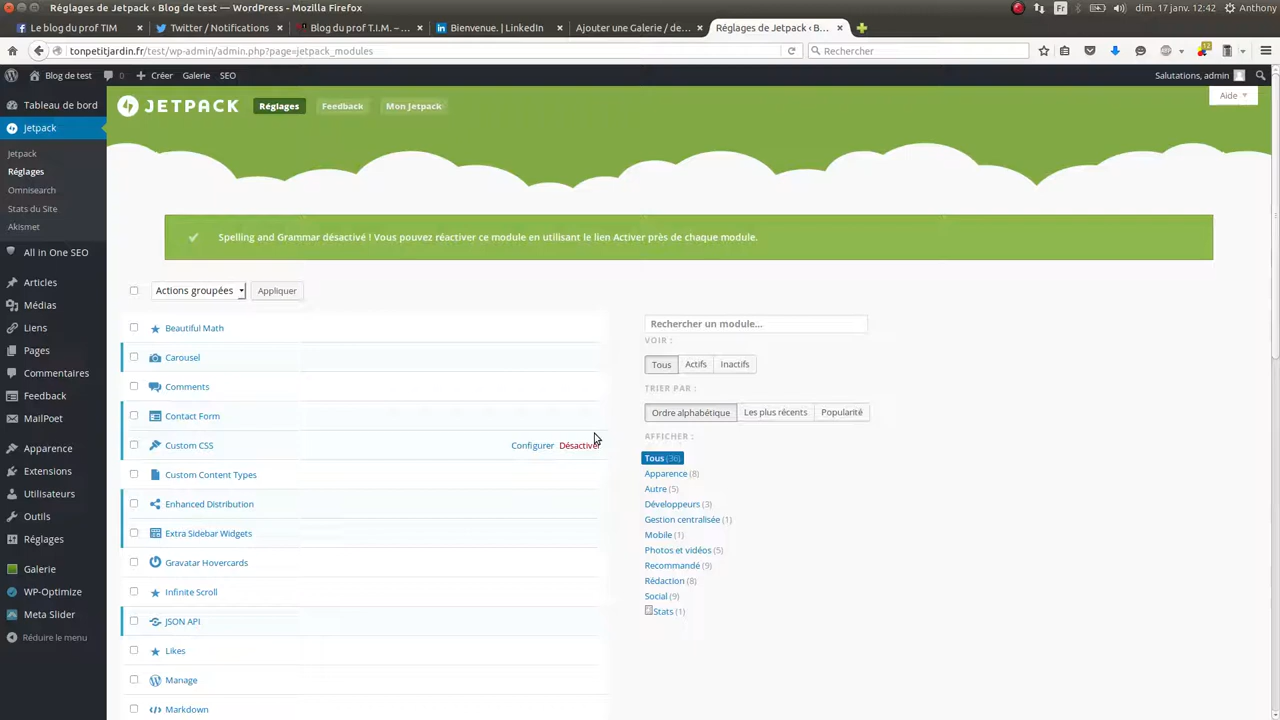 Réglages de Jetpack ‹ Blog de test — WordPress - Mozilla Firefox
Fr
dim. 17 janv. 12:42
Anthony
Le blog du prof TIM
Twitter / Notifications
Blog du prof T.I.M. – ...
Bienvenue. | LinkedIn
Ajouter une Galerie / de...
Réglages de Jetpack ‹ B...
tonpetitjardin.fr/test/wp-admin/admin.php?page=jetpack_modules
Rechercher
Blog de test
0
Créer
Galerie
SEO
Salutations, admin
Tableau de bord
Jetpack
Jetpack
Réglages
Omnisearch
Stats du Site
Akismet
All in One SEO
Articles
Médias
Liens
Pages
Commentaires
Feedback
MailPoet
Apparence
Extensions
Utilisateurs
Outils
Réglages
Galerie
WP-Optimize
Meta Slider
Réduire le menu
JETPACK
Réglages
Feedback
Mon Jetpack
Aide
Spelling and Grammar désactivé ! Vous pouvez réactiver ce module en utilisant le lien Activer près de chaque module.
Actions groupées
Appliquer
Beautiful Math
Carousel
Comments
Contact Form
Custom CSS
Configurer
Désactiver
Custom Content Types
Enhanced Distribution
Extra Sidebar Widgets
Gravatar Hovercards
Infinite Scroll
JSON API
Likes
Manage
Markdown
Rechercher un module...
VOIR :
Tous
Actifs
Inactifs
TRIER PAR :
Ordre alphabétique
Les plus récents
Popularité
AFFICHER :
Tous (36)
Apparence (8)
Autre (5)
Développeurs (3)
Gestion centralisée (1)
Mobile (1)
Photos et vidéos (5)
Recommandé (9)
Rédaction (8)
Social (9)
Stats (1)